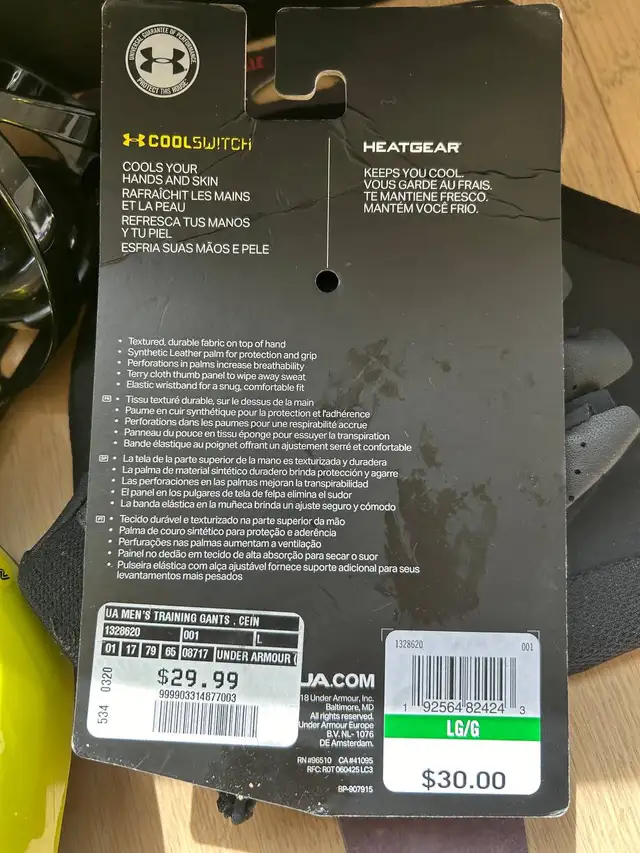 UNIVERSAL GUARANTEE OF PERFORMANCE
PROTECT THIS HOUSE
COOLSWITCH
COOLS YOUR
HANDS AND SKIN
RAFRAÎCHIT LES MAINS
ET LA PEAU
REFRESCA TUS MANOS
Y TU PIEL
ESFRIA SUAS MÃOS E PELE
HEATGEAR
KEEPS YOU COOL.
VOUS GARDE AU FRAIS.
TE MANTIENE FRESCO.
MANTÉM VOCÊ FRIO.
• Textured, durable fabric on top of hand
• Synthetic Leather palm for protection and grip
• Perforations in palms increase breathability
• Terry cloth thumb panel to wipe away sweat
• Elastic wristband for a snug, comfortable fit
FR • Tissu texturé durable, sur le dessus de la main
• Paume en cuir synthétique pour la protection et l'adhérence
• Perforations dans les paumes pour une respirabilité accrue
• Panneau du pouce en tissu éponge pour essuyer la transpiration
• Bande élastique au poignet offrant un ajustement serré et confortable
SP • La tela de la parte superior de la mano es texturizada y duradera
• La palma de material sintético duradero brinda protección y agarre
• Las perforaciones en las palmas mejoran la transpirabilidad
• El panel en los pulgares de tela de felpa elimina el sudor
• La banda elástica en la muñeca brinda un ajuste seguro y cómodo
PT • Tecido durável e texturizado na parte superior da mão
• Palma de couro sintético para proteção e aderência
• Perfurações nas palmas aumentam a ventilação
• Painel no dedão em tecido de alta absorção para secar o suor
• Pulseira elástica com alça ajustável fornece suporte adicional para seus
levantamentos mais pesados
UA MEN'S TRAINING GANTS , CEIN
1328620 001 L
01 17 79 65 08717 UNDER ARMOUR (
$29.99
999903314877003
534 0320
UA.COM
18 Under Armour, Inc.
Baltimore, MD
All rights reserved.
Under Armour Europe
B.V. NL- 1076
DE Amsterdam.
RN#96510 CA#41095
RFC: R0T 060425 LC3
BP-907915
1328620 001
1 92564 82424 3
LG/G
$30.00